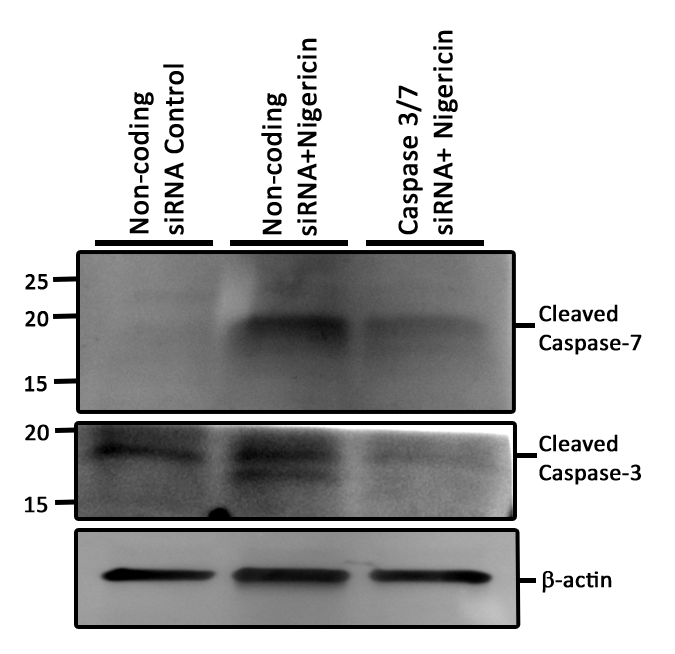 Non-coding
siRNA Control
Non-coding
siRNA+Nigericin
Caspase 3/7
siRNA+ Nigericin
25
20
15
Cleaved
Caspase-7
20
15
Cleaved
Caspase-3
β-actin